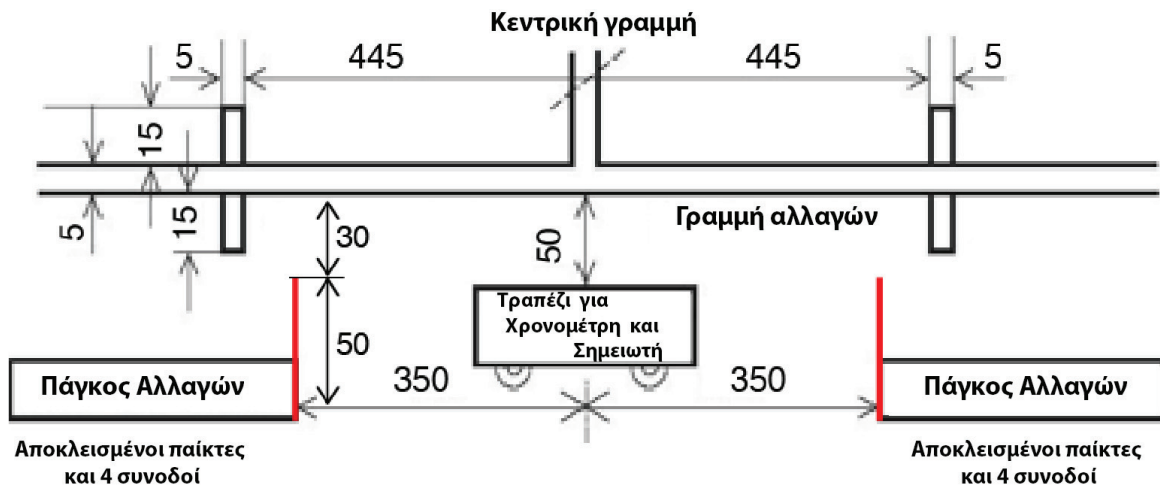 Κεντρική γραμμή
5 445 445 5
15
5
15
Γραμμή αλλαγών
30
50
Τραπέζι για
Χρονομέτρη και
Σημειωτή
50
350 350
Πάγκος Αλλαγών
Πάγκος Αλλαγών
Αποκλεισμένοι παίκτες
και 4 συνοδοί
Αποκλεισμένοι παίκτες
και 4 συνοδοί